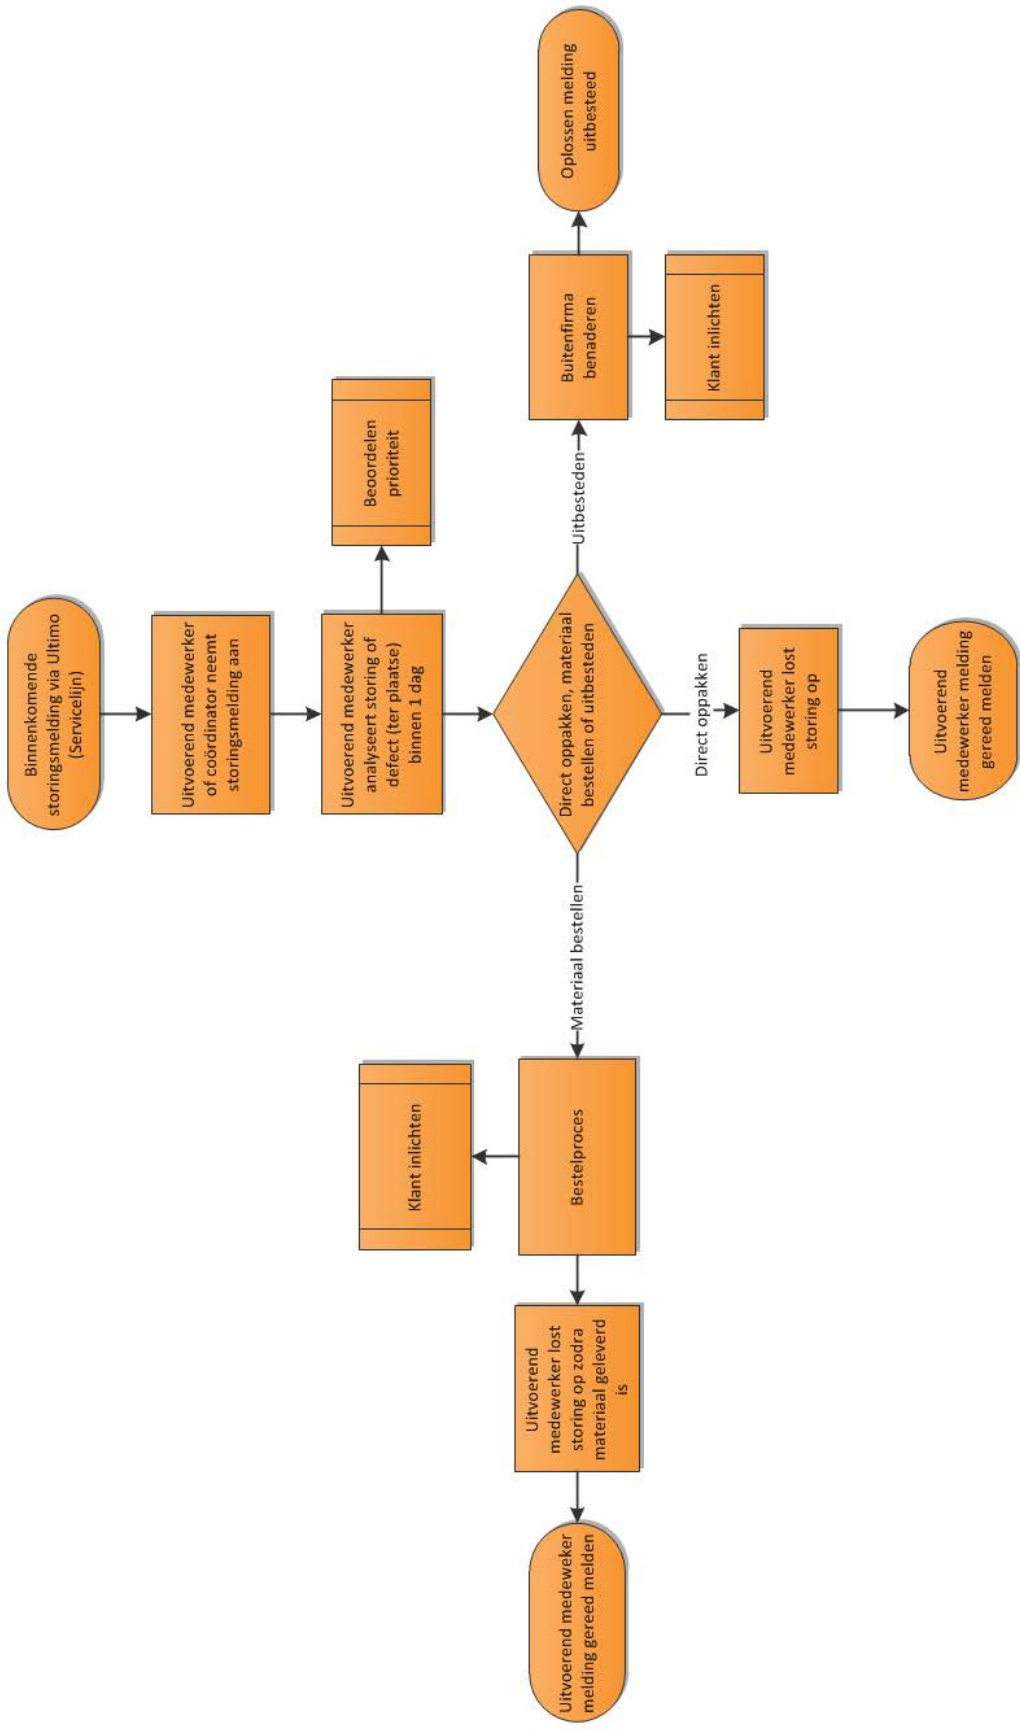 Binnenkomende
storingsmelding via Ultimo
(Servicelijn)
Uitvoerend medewerker
of coördinator neemt
storingsmelding aan
Uitvoerend medewerker
analyseert storing of
defect (ter plaatse)
binnen 1 dag
Beoordelen
prioriteit
Direct oppakken, materiaal
bestellen of uitbesteden
Materiaal bestellen
Bestelproces
Klant inlichten
Uitvoerend
medewerker lost
storing op zodra
materiaal geleverd
is
Uitvoerend medeweker
melding gereed melden
Direct oppakken
Uitvoerend
medewerker lost
storing op
Uitvoerend
medewerker melding
gereed melden
Uitbesteden
Buitenfirma
benaderen
Klant inlichten
Oplossen melding
uitbesteed